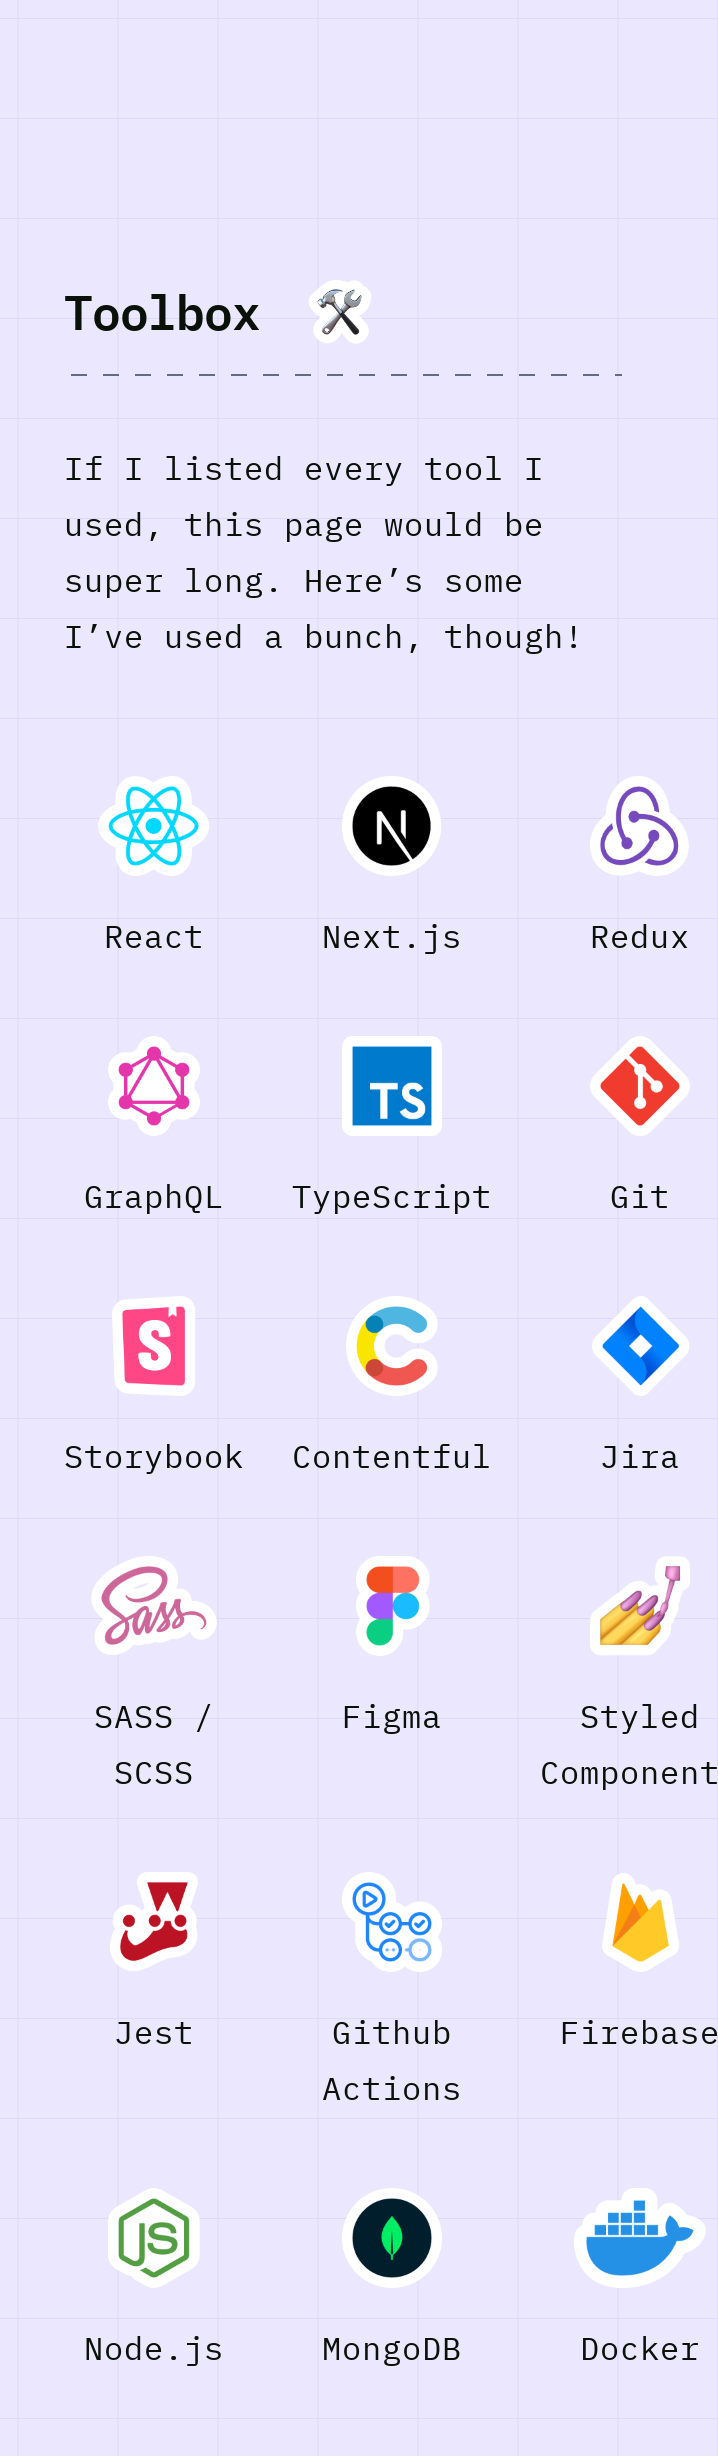 Toolbox
If I listed every tool I
used, this page would be
super long. Here’s some
I’ve used a bunch, though!
React Next.js Redux
TS
GraphQL TypeScript Git
S
Storybook Contentful Jira
Sass
SASS / Figma Styled
SCSS Component
Jest Github Firebase
Actions
JS
Node.js MongoDB Docker